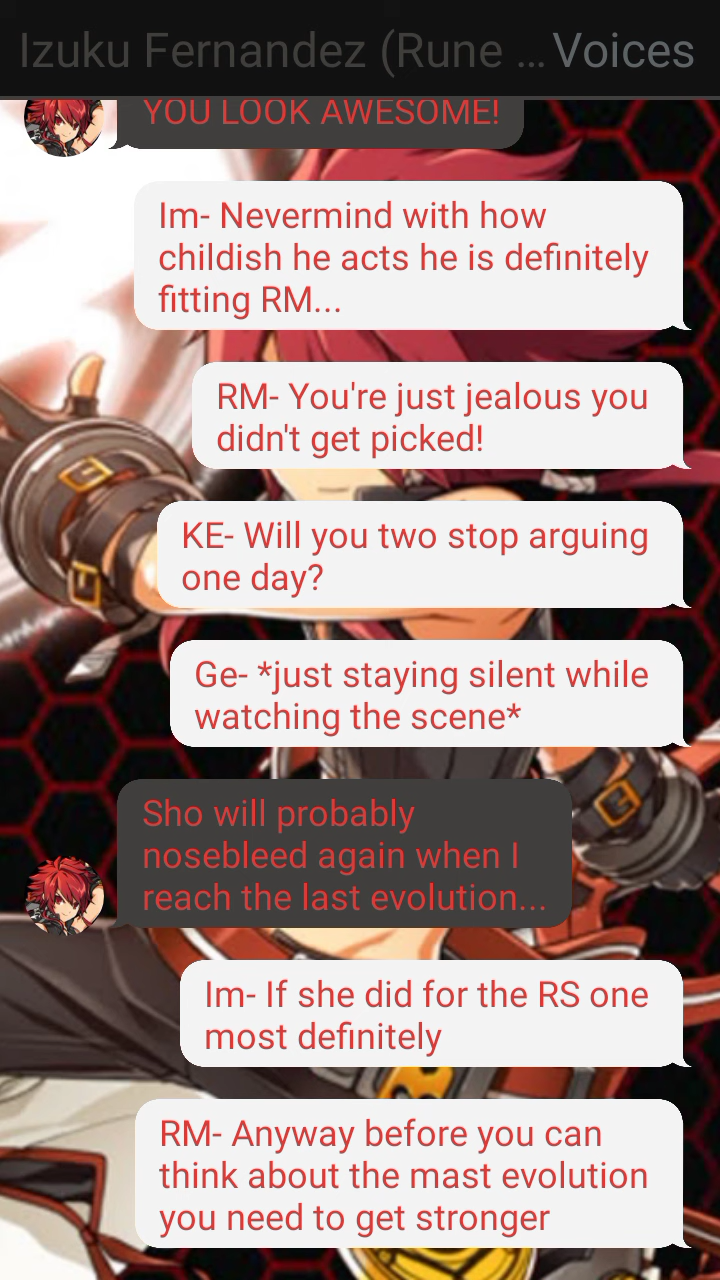 Izuku Fernandez (Rune ... Voices
YOU LOOK AWESOME!
Im- Nevermind with how
childish he acts he is definitely
fitting RM...
RM- You're just jealous you
didn't get picked!
KE- Will you two stop arguing
one day?
Ge- *just staying silent while
watching the scene*
Sho will probably
nosebleed again when I
reach the last evolution...
Im- If she did for the RS one
most definitely
RM- Anyway before you can
think about the mast evolution
you need to get stronger